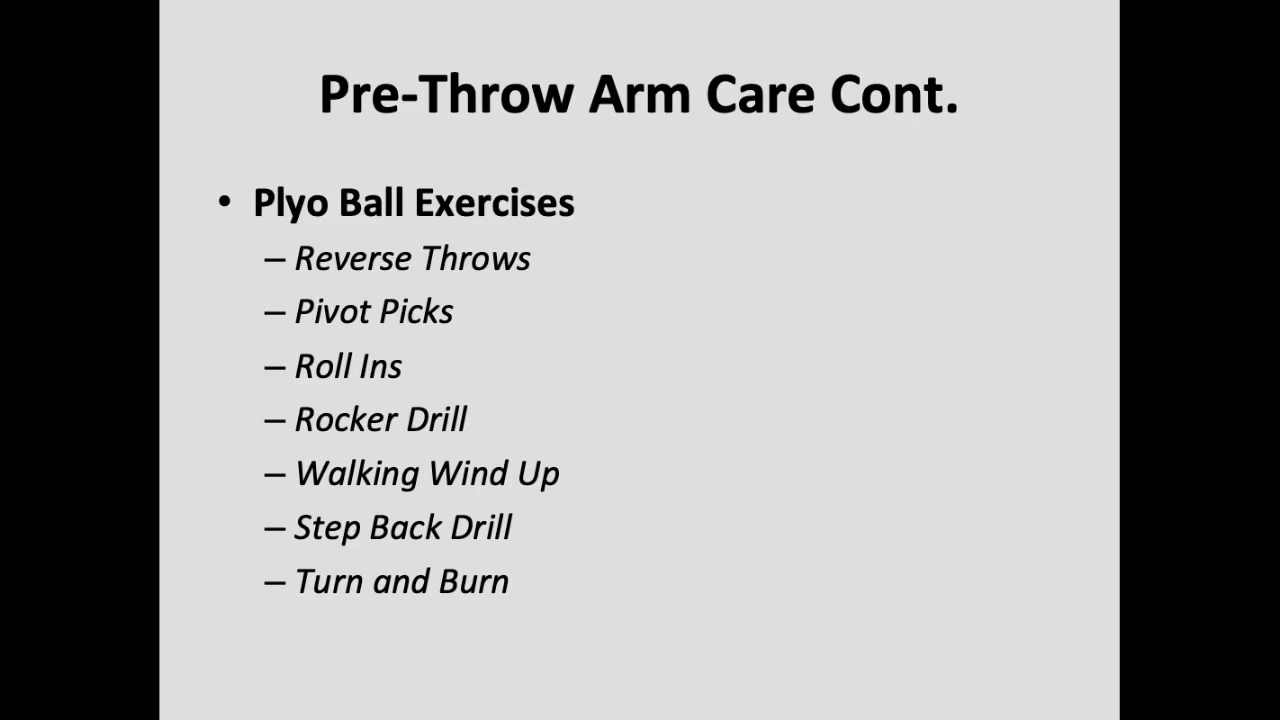 Pre-Throw Arm Care Cont.
• Plyo Ball Exercises
– Reverse Throws
– Pivot Picks
– Roll Ins
– Rocker Drill
– Walking Wind Up
– Step Back Drill
– Turn and Burn